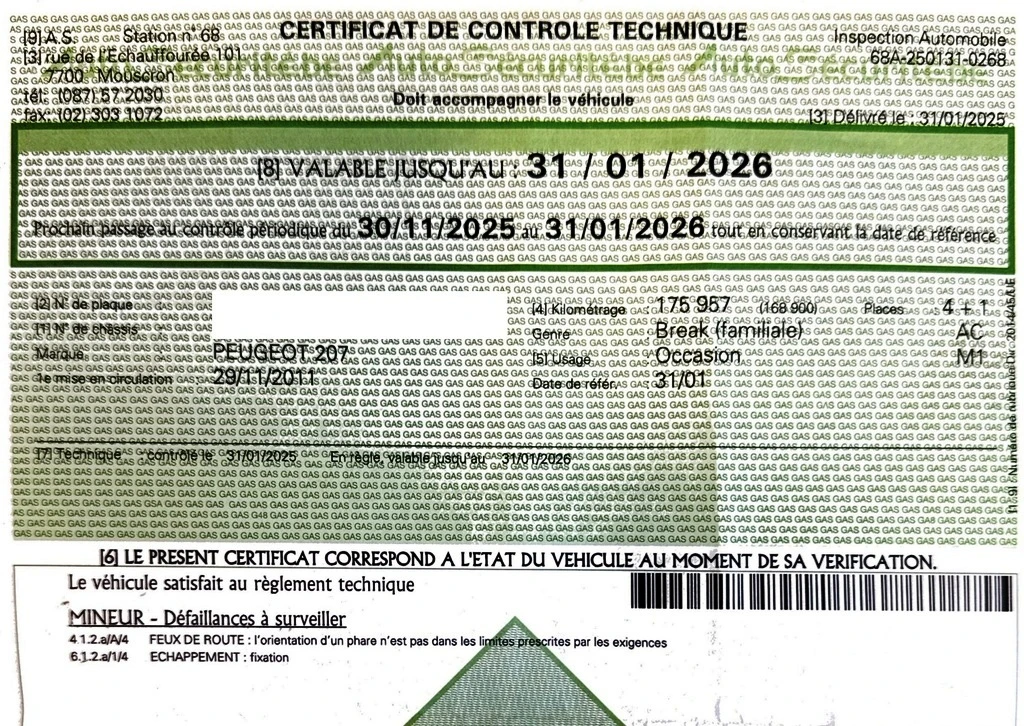 CERTIFICAT DE CONTROLE TECHNIQUE
[9] A.S. Station n° 68
[3] rue de l'Echauffourée 101
7700 Mouscron
tél. (087) 57 2030
fax: (02) 303 1072
Inspection Automobile
68A-250131-0268
Doit accompagner le véhicule
[3] Délivré le : 31/01/2025
[8] VALABLE JUSQU'AU : 31 / 01 / 2026
Prochain passage au contrôle périodique du 30/11/2025 au 31/01/2026 tout en conservant la date de référence
[2] N° de plaque
[1] N° de châssis
Marque PEUGEOT 207
1e mise en circulation 29/11/2011
[4] Kilométrage : 175 957 (168 900) Places : 4 + 1
Genre Break (familiale) AC
[5] Usage Occasion M1
Date de référ. 31/01
[7] Technique : contrôlé le 31/01/2025 En règle, valable jusqu'au 31/01/2026
[6] LE PRESENT CERTIFICAT CORRESPOND A L'ETAT DU VEHICULE AU MOMENT DE SA VERIFICATION.
Le véhicule satisfait au règlement technique
MINEUR - Défaillances à surveiller
4.1.2.a/A/4 FEUX DE ROUTE : l'orientation d'un phare n'est pas dans les limites prescrites par les exigences
6.1.2.a/1/4 ECHAPPEMENT : fixation